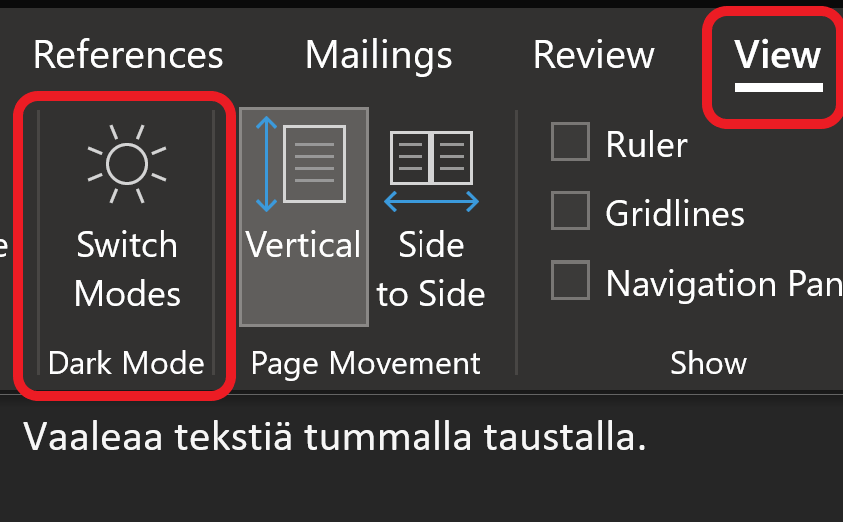 References Mailings Review View
Switch Modes
Vertical
Side to Side
Ruler
Gridlines
Navigation Pan
Dark Mode Page Movement Show
Vaaleaa tekstiä tummalla taustalla.